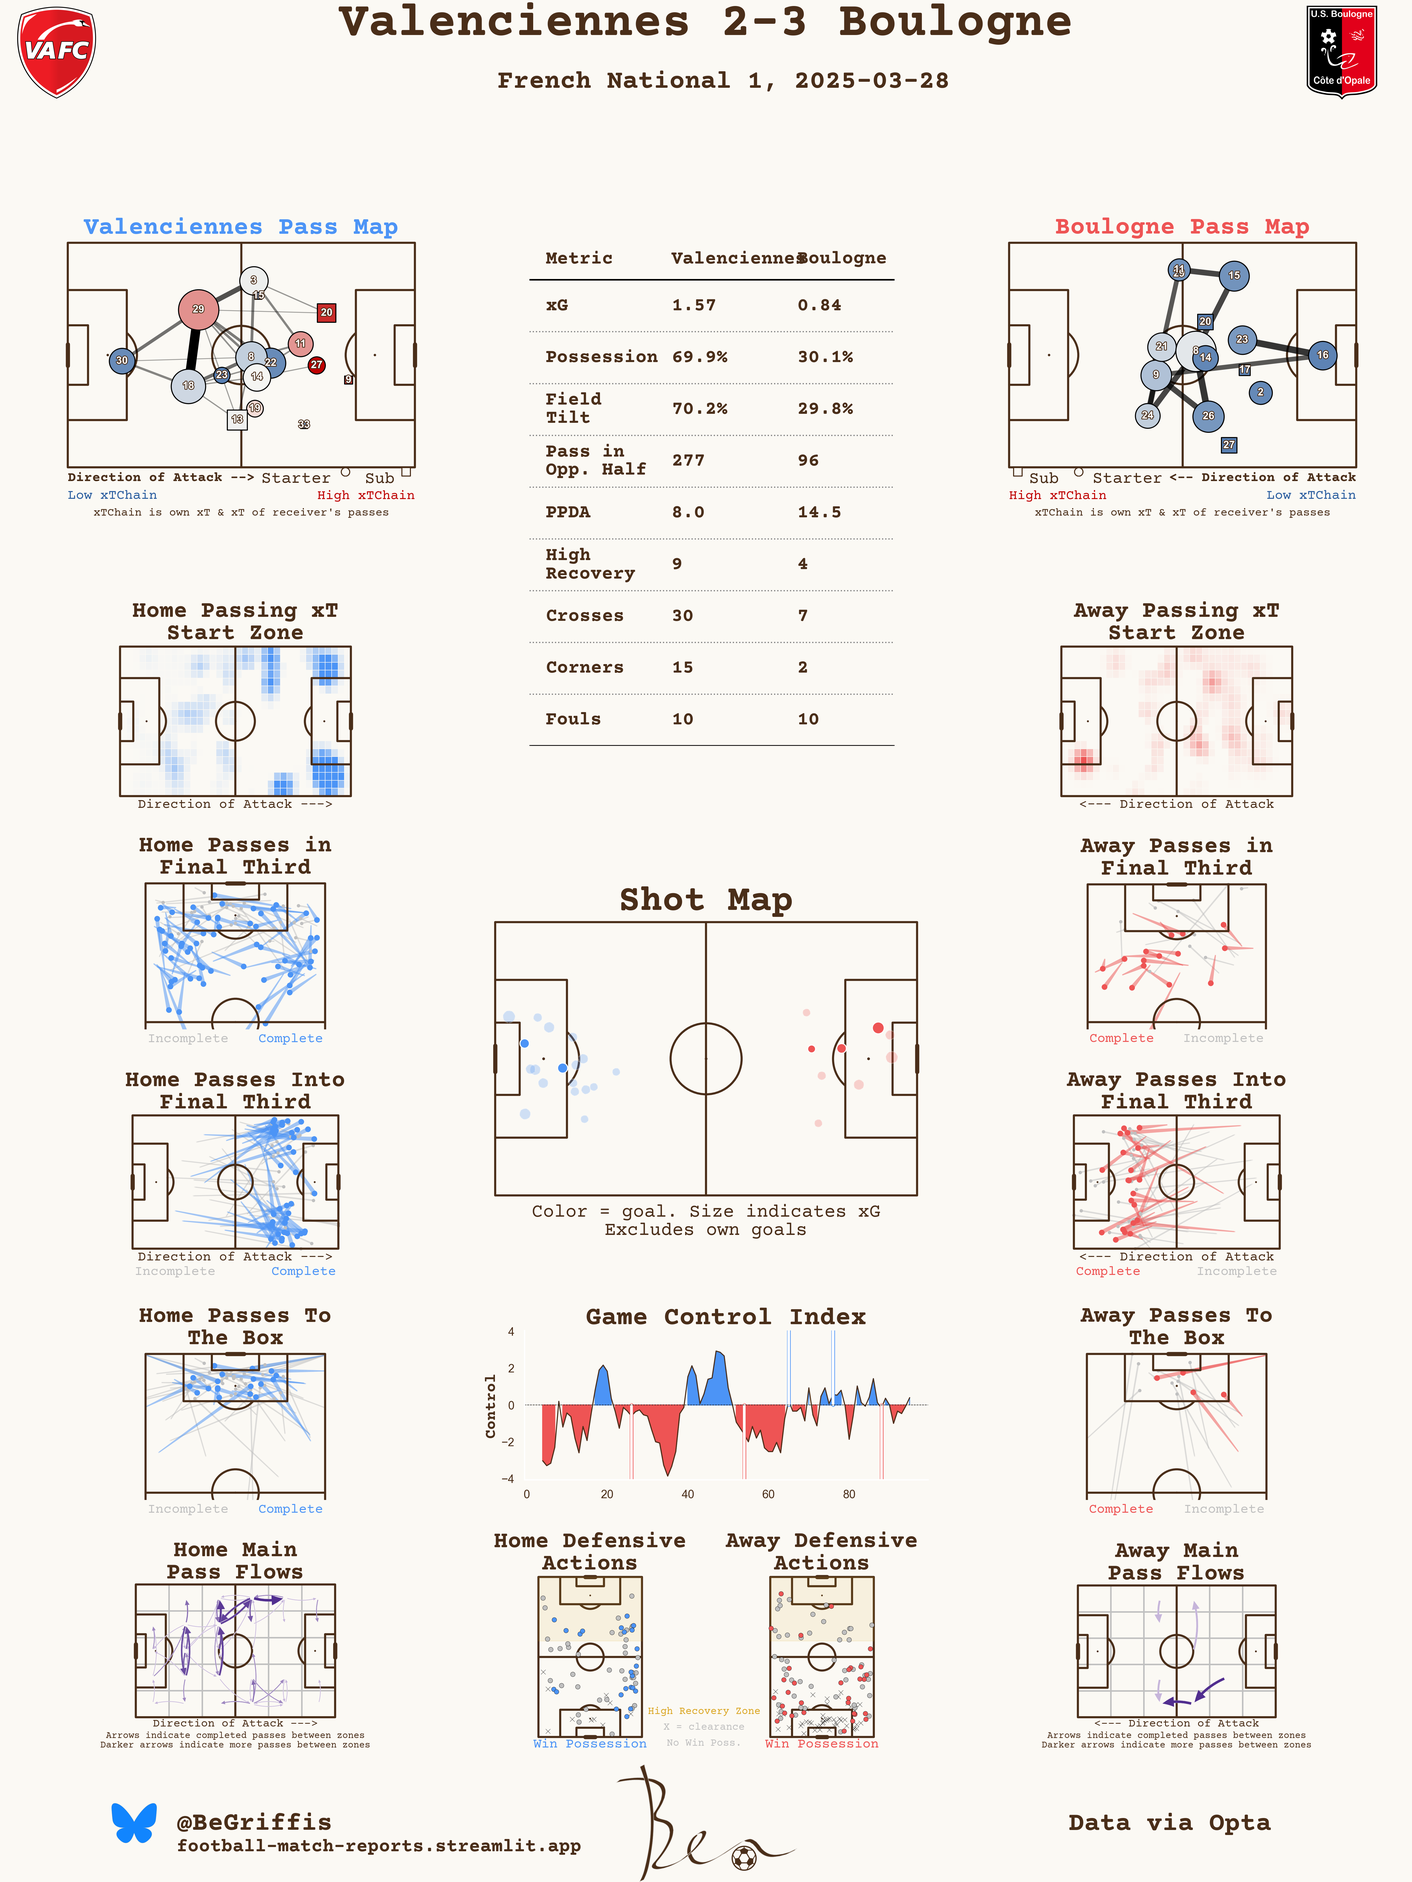 Valenciennes 2-3 Boulogne
French National 1, 2025-03-28
VAFC
U.S. Boulogne
Côte d'Opale
Valenciennes Pass Map
3
15
29
20
11
30
8
22
27
14
23
9
18
19
13
33
Direction of Attack -->
Starter
Sub
Low xTChain
High xTChain
xTChain is own xT & xT of receiver's passes
Metric Valenciennes Boulogne
xG 1.57 0.84
Possession 69.9% 30.1%
Field
Tilt 70.2% 29.8%
Pass in
Opp. Half 277 96
PPDA 8.0 14.5
High
Recovery 9 4
Crosses 30 7
Corners 15 2
Fouls 10 10
Boulogne Pass Map
11
15
20
21
8
14
23
16
9
17
2
24
26
27
Sub
Starter
<-- Direction of Attack
High xTChain
Low xTChain
xTChain is own xT & xT of receiver's passes
Home Passing xT
Start Zone
Direction of Attack --->
Away Passing xT
Start Zone
<--- Direction of Attack
Home Passes in
Final Third
Incomplete
Complete
Away Passes in
Final Third
Complete
Incomplete
Shot Map
Color = goal. Size indicates xG
Excludes own goals
Home Passes Into
Final Third
Direction of Attack --->
Incomplete
Complete
Away Passes Into
Final Third
<--- Direction of Attack
Complete
Incomplete
Home Passes To
The Box
Incomplete
Complete
Game Control Index
Control
4
2
0
−2
−4
0 20 40 60 80
Away Passes To
The Box
Complete
Incomplete
Home Main
Pass Flows
Direction of Attack --->
Arrows indicate completed passes between zones
Darker arrows indicate more passes between zones
Home Defensive
Actions
Win Possession
High Recovery Zone
X = clearance
No Win Poss.
Away Defensive
Actions
Win Possession
Away Main
Pass Flows
<--- Direction of Attack
Arrows indicate completed passes between zones
Darker arrows indicate more passes between zones
@BeGriffis
football-match-reports.streamlit.app
Ben
Data via Opta